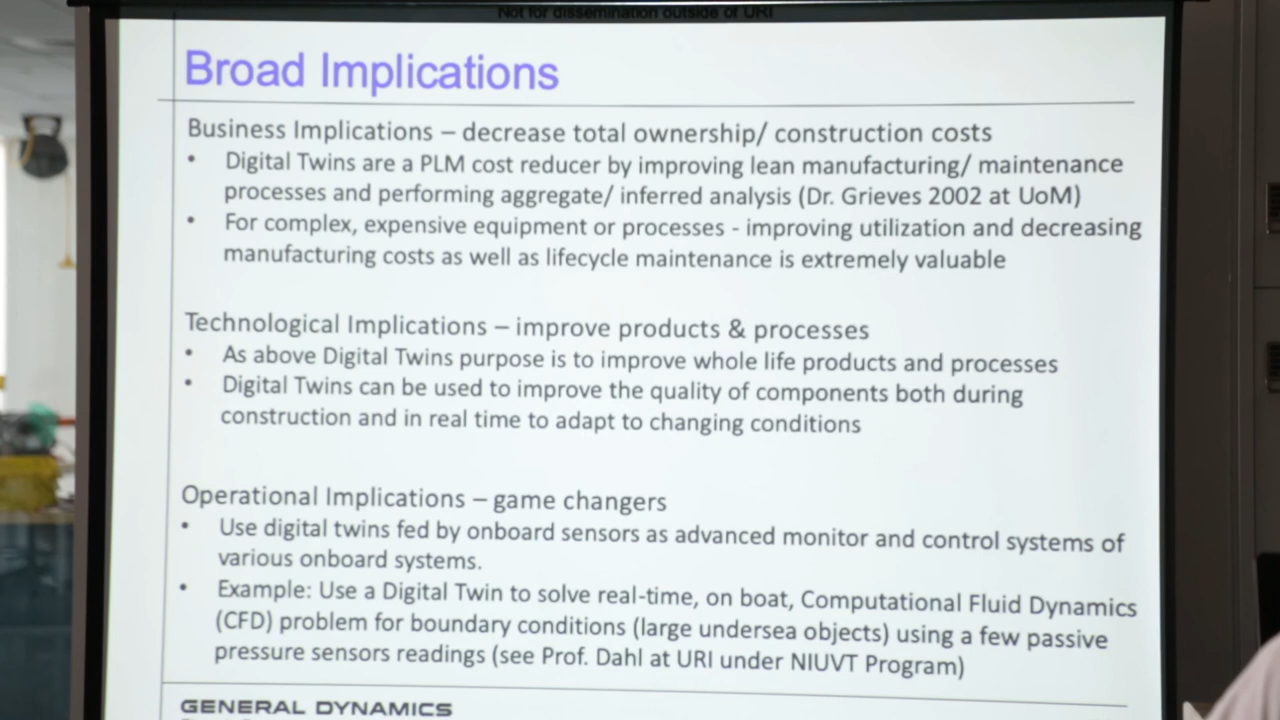 Not for dissemination outside of URI
Broad Implications
Business Implications – decrease total ownership/ construction costs
• Digital Twins are a PLM cost reducer by improving lean manufacturing/ maintenance
processes and performing aggregate/ inferred analysis (Dr. Grieves 2002 at UoM)
• For complex, expensive equipment or processes - improving utilization and decreasing
manufacturing costs as well as lifecycle maintenance is extremely valuable
Technological Implications – improve products & processes
• As above Digital Twins purpose is to improve whole life products and processes
• Digital Twins can be used to improve the quality of components both during
construction and in real time to adapt to changing conditions
Operational Implications – game changers
• Use digital twins fed by onboard sensors as advanced monitor and control systems of
various onboard systems.
• Example: Use a Digital Twin to solve real-time, on boat, Computational Fluid Dynamics
(CFD) problem for boundary conditions (large undersea objects) using a few passive
pressure sensors readings (see Prof. Dahl at URI under NIUVT Program)
GENERAL DYNAMICS